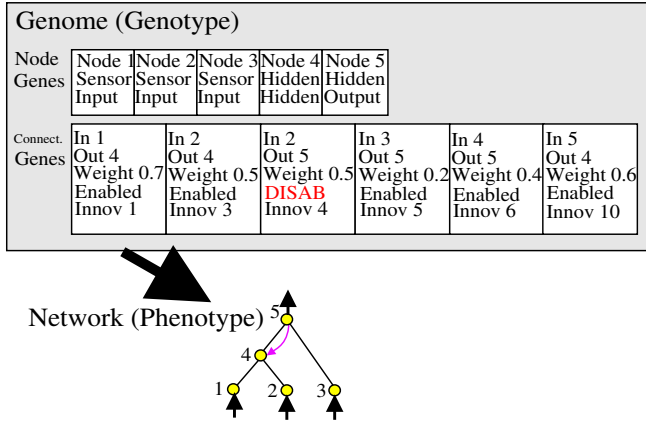 Genome (Genotype)
Node Genes
Node 1 Sensor Input
Node 2 Sensor Input
Node 3 Sensor Input
Node 4 Hidden Hidden
Node 5 Hidden Output
Connect. Genes
In 1
Out 4
Weight 0.7
Enabled
Innov 1
In 2
Out 4
Weight 0.5
Enabled
Innov 3
In 2
Out 5
Weight 0.5
DISAB
Innov 4
In 3
Out 5
Weight 0.2
Enabled
Innov 5
In 4
Out 5
Weight 0.4
Enabled
Innov 6
In 5
Out 4
Weight 0.6
Enabled
Innov 10
Network (Phenotype)
5
4
1
2
3